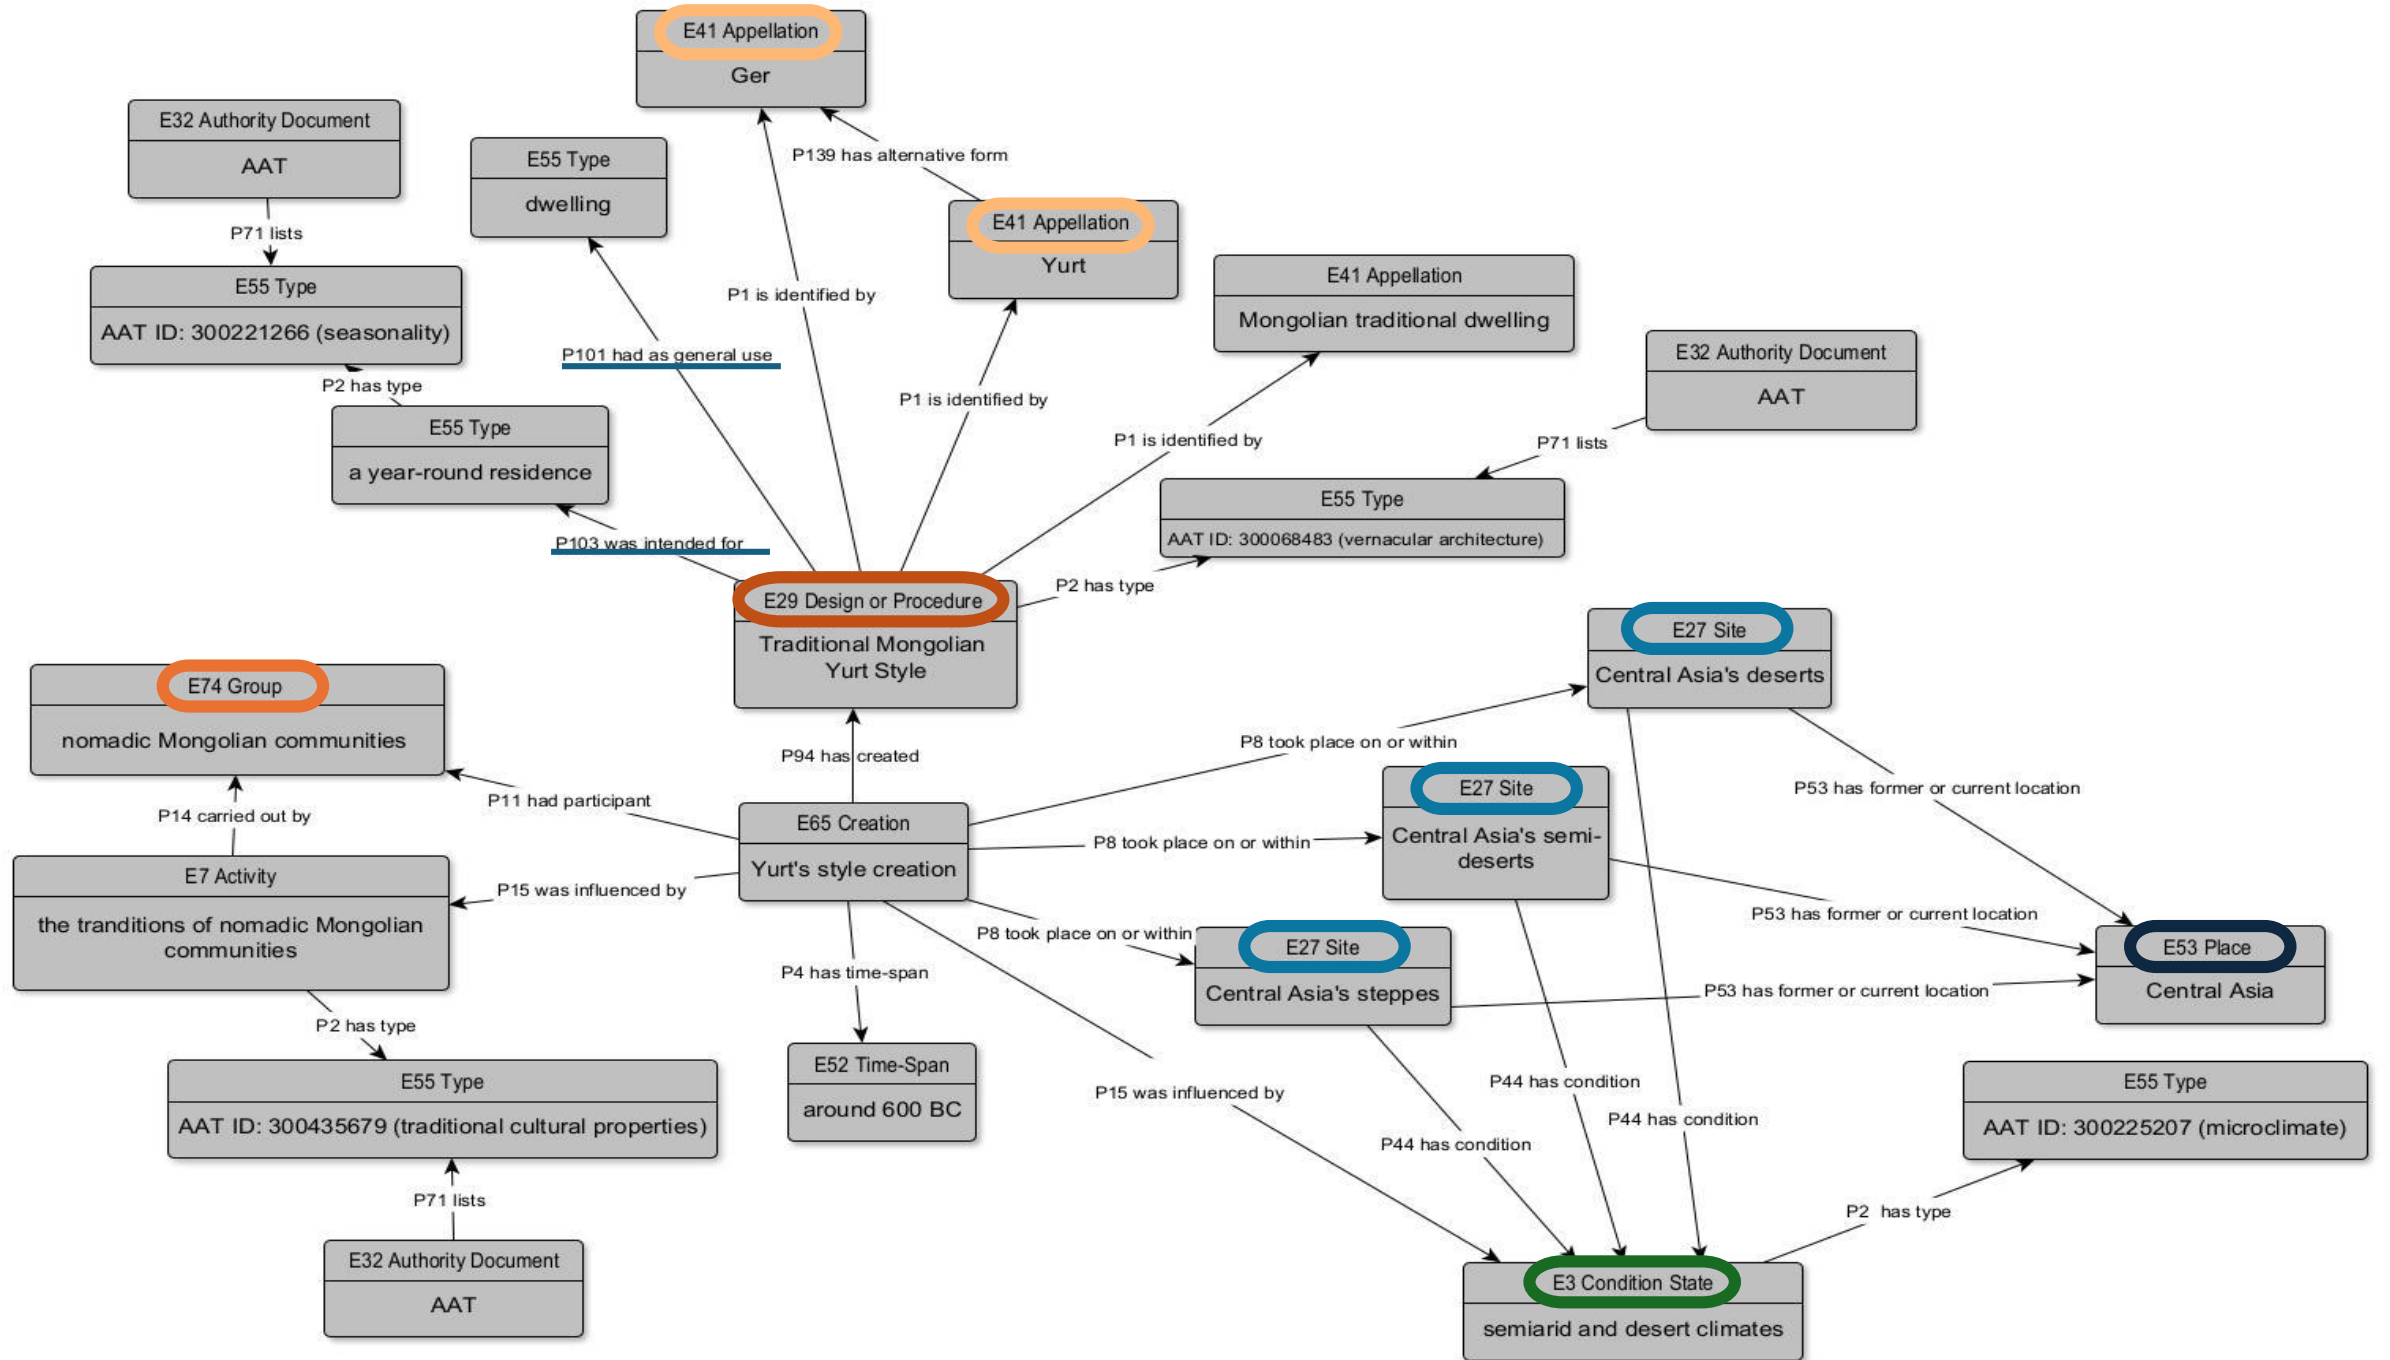 E41 Appellation
Ger
E32 Authority Document
AAT
E55 Type
dwelling
P139 has alternative form
E41 Appellation
Yurt
P71 lists
E55 Type
AAT ID: 300221266 (seasonality)
E41 Appellation
Mongolian traditional dwelling
P1 is identified by
P101 had as general use
E32 Authority Document
AAT
P2 has type
P1 is identified by
E55 Type
a year-round residence
P1 is identified by
P71 lists
E55 Type
AAT ID: 300068483 (vernacular architecture)
P103 was intended for
P2 has type
E29 Design or Procedure
Traditional Mongolian
Yurt Style
E27 Site
Central Asia's deserts
E74 Group
nomadic Mongolian communities
P94 has created
P8 took place on or within
P11 had participant
P14 carried out by
E65 Creation
Yurt's style creation
P8 took place on or within
E27 Site
Central Asia's semi-
deserts
P53 has former or current location
E7 Activity
the tranditions of nomadic Mongolian
communities
P15 was influenced by
P8 took place on or within
P53 has former or current location
E27 Site
Central Asia's steppes
E53 Place
Central Asia
P4 has time-span
P53 has former or current location
P2 has type
E52 Time-Span
around 600 BC
E55 Type
AAT ID: 300435679 (traditional cultural properties)
P15 was influenced by
P44 has condition
P44 has condition
P44 has condition
E55 Type
AAT ID: 300225207 (microclimate)
P71 lists
P2 has type
E32 Authority Document
AAT
E3 Condition State
semiarid and desert climates